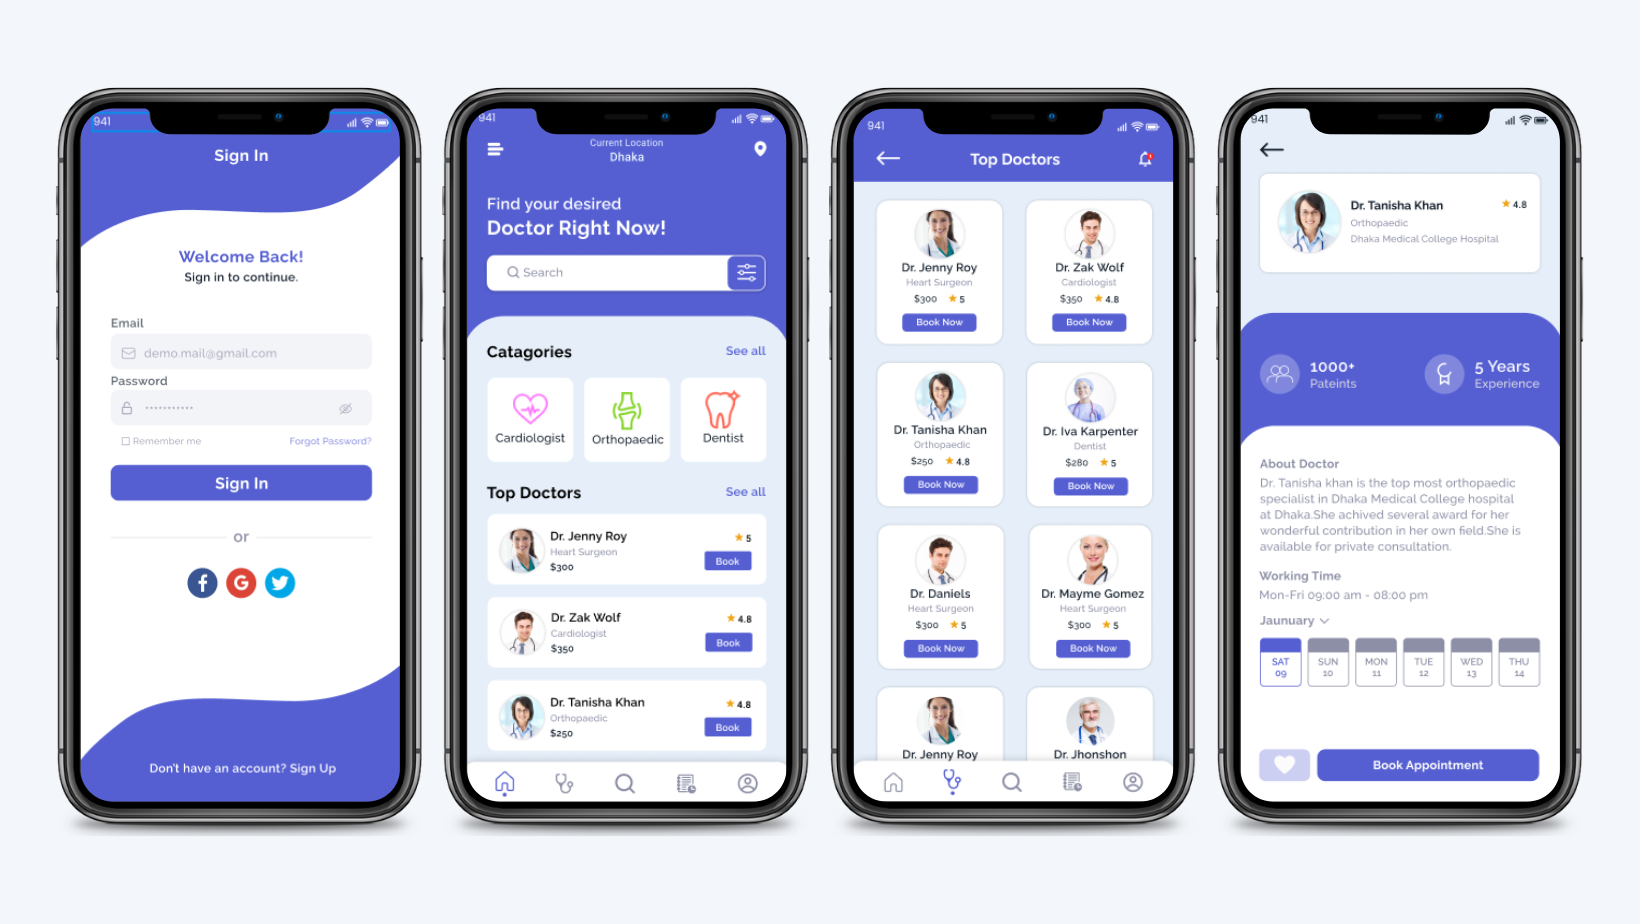 941
Sign In
Welcome Back!
Sign in to continue.
Email
demo.mail@gmail.com
Password
Remember me
Forgot Password?
Sign In
or
f
G
Don't have an account? Sign Up
941
Current Location
Dhaka
Find your desired
Doctor Right Now!
Search
Catagories
See all
Cardiologist
Orthopaedic
Dentist
Top Doctors
See all
Dr. Jenny Roy
5
Heart Surgeon
$300
Book
Dr. Zak Wolf
4.8
Cardiologist
$350
Book
Dr. Tanisha Khan
4.8
Orthopaedic
$250
Book
941
Top Doctors
Dr. Jenny Roy
Heart Surgeon
$300 5
Book Now
Dr. Zak Wolf
Cardiologist
$350 4.8
Book Now
Dr. Tanisha Khan
Orthopaedic
$250 4.8
Book Now
Dr. Iva Karpenter
Dentist
$280 5
Book Now
Dr. Daniels
Heart Surgeon
$300 5
Book Now
Dr. Mayme Gomez
Heart Surgeon
$300 5
Book Now
Dr. Jenny Roy
Dr. Jhonshon
941
Dr. Tanisha Khan
4.8
Orthopaedic
Dhaka Medical College Hospital
1000+
Pateints
5 Years
Experience
About Doctor
Dr. Tanisha khan is the top most orthopaedic
specialist in Dhaka Medical College hospital
at Dhaka.She achived several award for her
wonderful contribution in her own field.She is
available for private consultation.
Working Time
Mon-Fri 09:00 am - 08:00 pm
Jaunuary
SAT
09
SUN
10
MON
11
TUE
12
WED
13
THU
14
Book Appointment